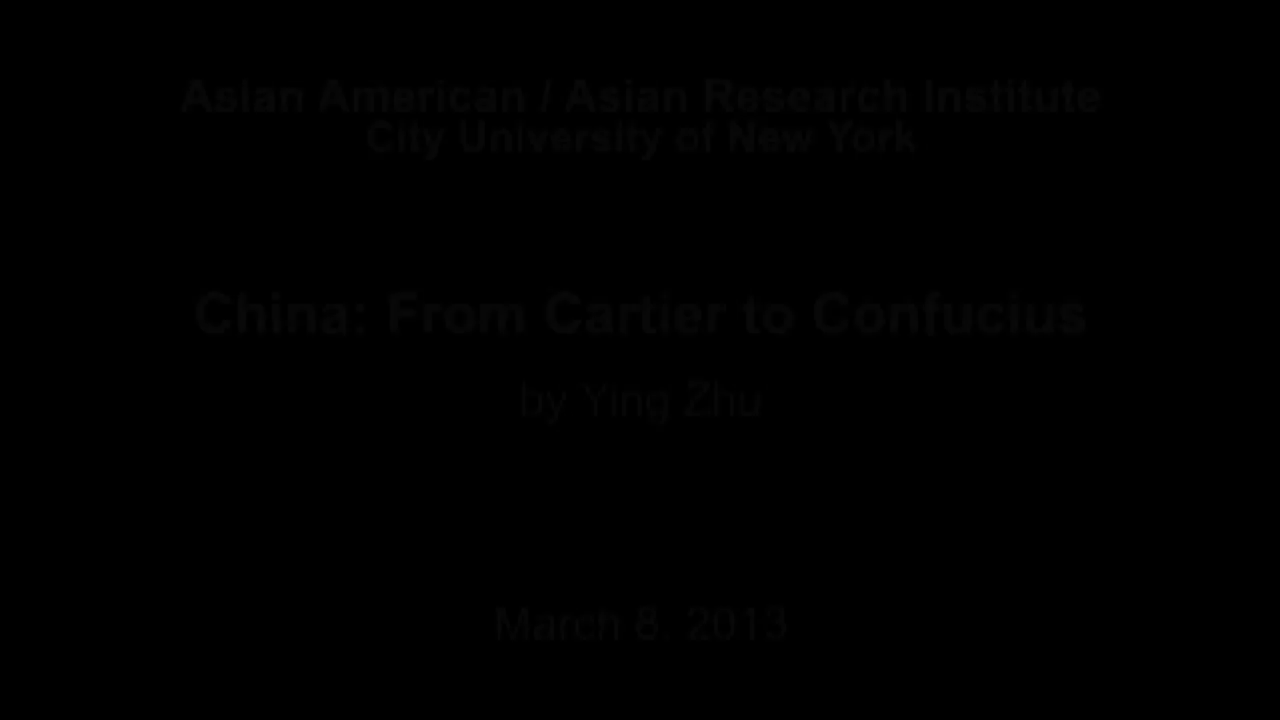 Asian American / Asian Research Institute
City University of New York
China: From Cartier to Confucius
by Ying Zhu
March 8, 2013